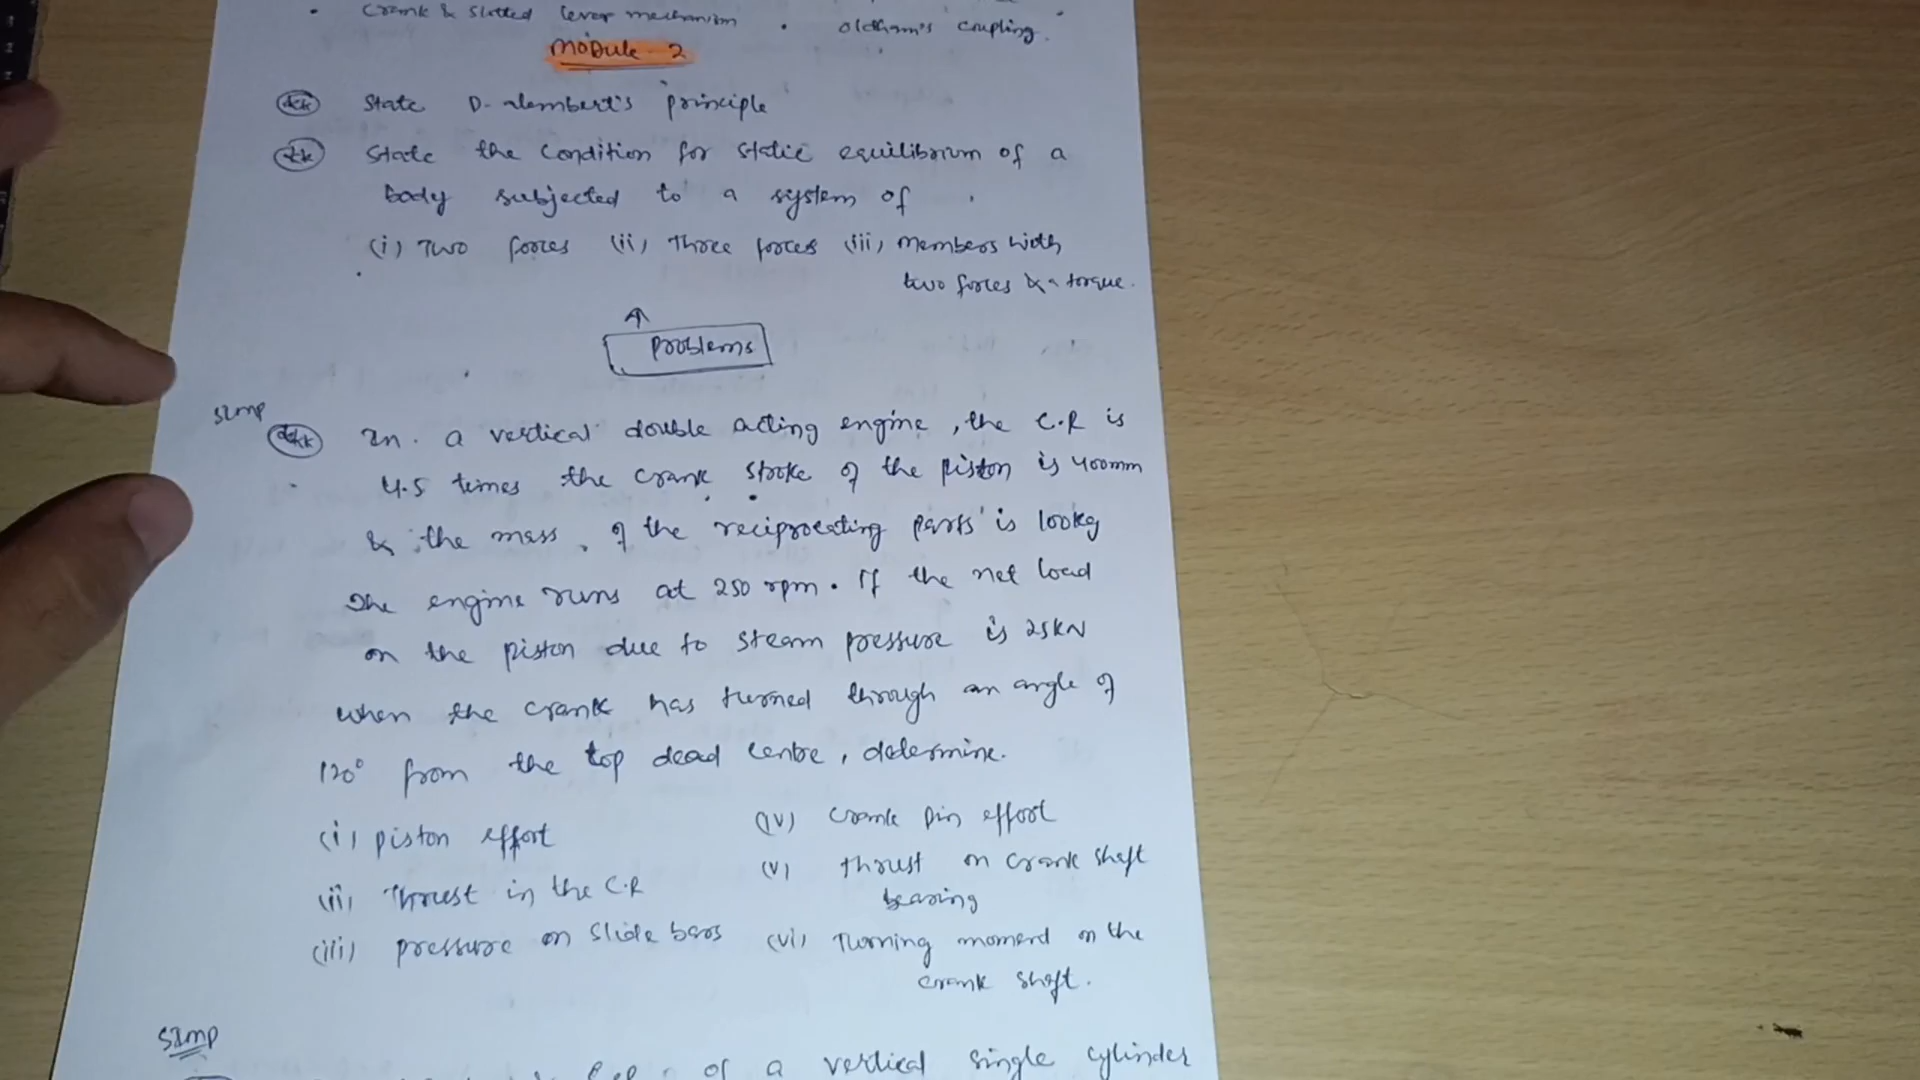 • Crank & Slotted lever mechanism • oldham's coupling.
Module - 2
State D-alembert's principle
State the Condition for static equilibrium of a
body subjected to a system of
(i) Two forces (ii) Three forces (iii) members with
two forces & a torque.
Problems
SImp
In a vertical double acting engine, the C.R is
4.5 times the crank stroke of the piston is 400mm
& the mass of the reciprocating parts is 100kg
The engine runs at 250 rpm. If the net load
on the piston due to steam pressure is 25KN
when the crank has turned through an angle of
120° from the top dead centre, determine.
(i) piston effort
(ii) Thrust in the C.R
(iii) pressure on slide bars
(iv) Crank pin effort
(v) thrust on crank shaft
bearing
(vi) Turning moment on the
crank shaft.
SImp
of a vertical single cylinder